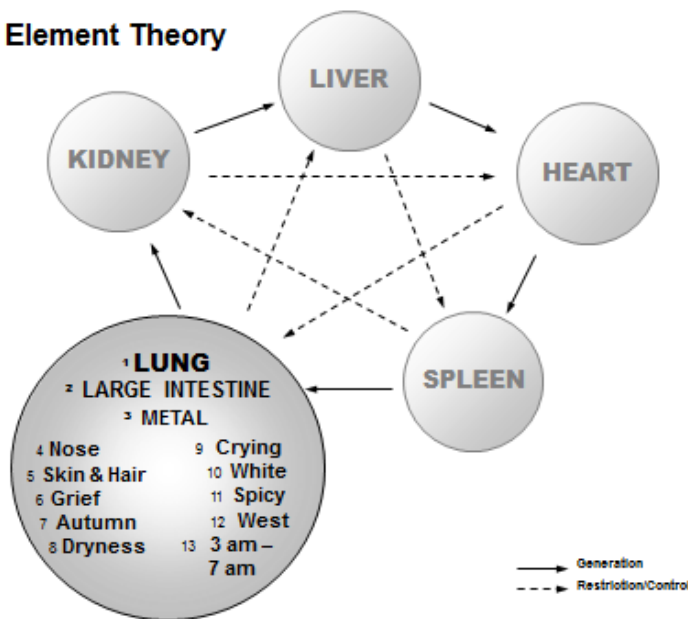 Element Theory
LIVER
KIDNEY
HEART
SPLEEN
1 LUNG
2 LARGE INTESTINE
3 METAL
4 Nose
5 Skin & Hair
6 Grief
7 Autumn
8 Dryness
9 Crying
10 White
11 Spicy
12 West
13 3 am –
7 am
Generation
Restriction/Control